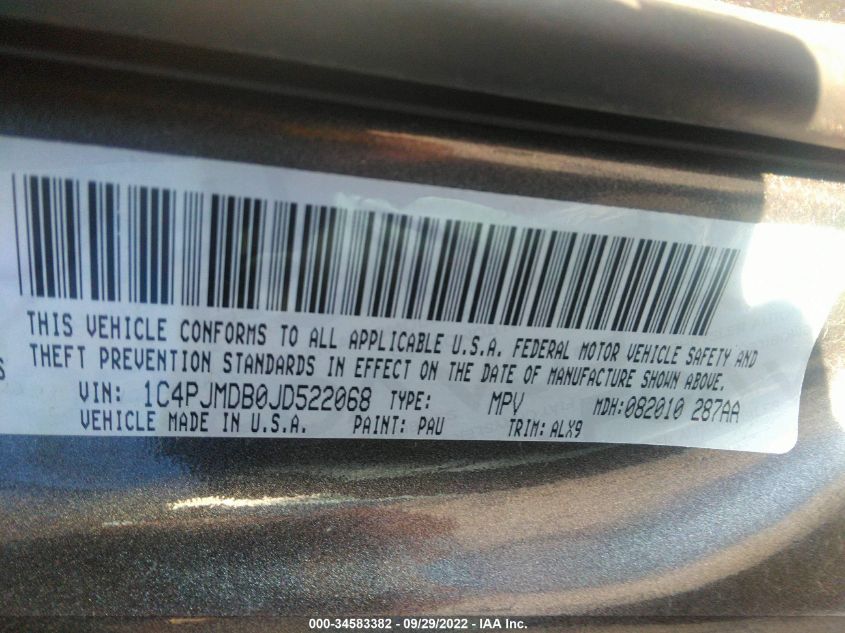 THIS VEHICLE CONFORMS TO ALL APPLICABLE U.S.A. FEDERAL MOTOR VEHICLE SAFETY AND
THEFT PREVENTION STANDARDS IN EFFECT ON THE DATE OF MANUFACTURE SHOWN ABOVE.
VIN: 1C4PJMDB0JD522068 TYPE: MPV MDH:082010 287AA
VEHICLE MADE IN U.S.A. PAINT: PAU TRIM: ALX9
000-34583382 - 09/29/2022 - IAA Inc.